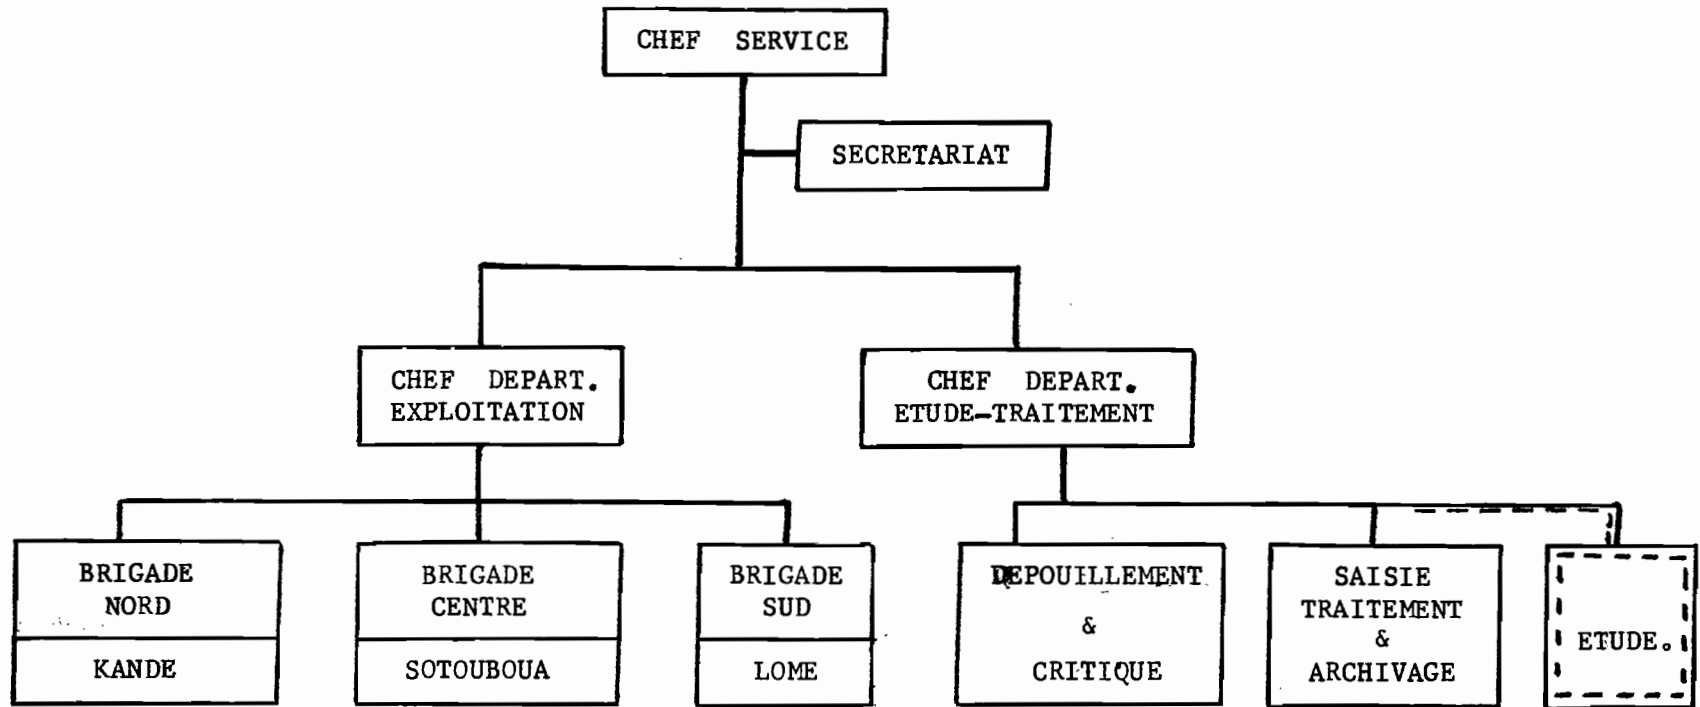 CHEF SERVICE
SECRETARIAT
CHEF DEPART.
EXPLOITATION
CHEF DEPART.
ETUDE-TRAITEMENT
BRIGADE
NORD
KANDE
BRIGADE
CENTRE
SOTOUBOUA
BRIGADE
SUD
LOME
DEPOUILLEMENT
&
CRITIQUE
SAISIE
TRAITEMENT
&
ARCHIVAGE
ETUDE.